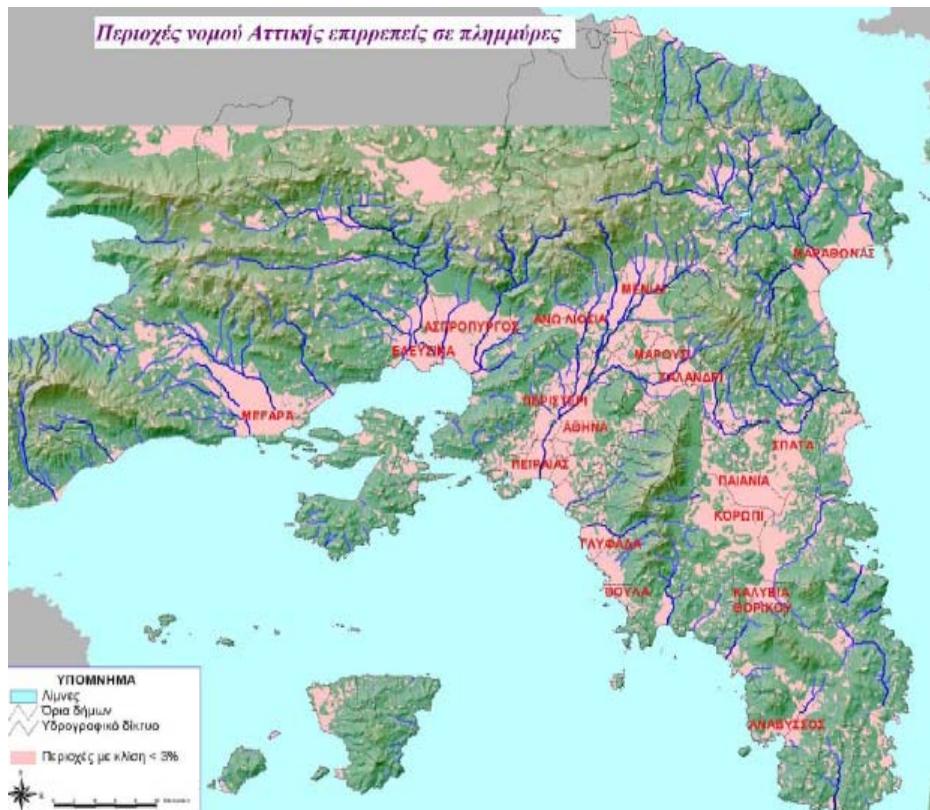 Περιοχές νομού Αττικής επιρρεπείς σε πλημμύρες
ΜΑΡΑΘΩΝΑΣ
ΜΕΝΙΔΙ
ΑΣΠΡΟΠΥΡΓΟΣ
ΑΝΩ ΛΙΟΣΙΑ
ΕΛΕΥΣΙΝΑ
ΜΑΡΟΥΣΙ
ΧΑΛΑΝΔΡΙ
ΠΕΡΙΣΤΕΡΙ
ΜΕΓΑΡΑ
ΑΘΗΝΑ
ΣΠΑΤΑ
ΠΕΙΡΑΙΑΣ
ΠΑΙΑΝΙΑ
ΚΟΡΩΠΙ
ΓΛΥΦΑΔΑ
ΒΟΥΛΑ
ΚΑΛΥΒΙΑ
ΘΟΡΙΚΟΥ
ΑΝΑΒΥΣΣΟΣ
ΥΠΟΜΝΗΜΑ
Λίμνες
Όρια δήμων
Υδρογραφικό δίκτυο
Περιοχές με κλίση < 3%